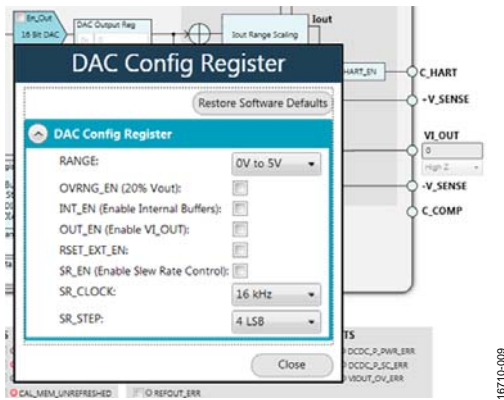 En_Out
16 Bit DAC
DAC Output Reg
Iout Range Scaling
Iout
DAC Config Register
HART_EN
C_HART
+V_SENSE
Restore Software Defaults
VI_OUT
0
High Z
-V_SENSE
C_COMP
DAC Config Register
RANGE:
0V to 5V
OVRNG_EN (20% Vout):
INT_EN (Enable Internal Buffers):
OUT_EN (Enable VI_OUT):
RSET_EXT_EN:
SR_EN (Enable Slew Rate Control):
SR_CLOCK:
16 kHz
SR_STEP:
4 LSB
Close
TS
DCDC_P_PWR_ERR
DCDC_P_SC_ERR
VIOUT_OV_ERR
CAL_MEM_UNREFRESHED
REFOUT_ERR
16710-009